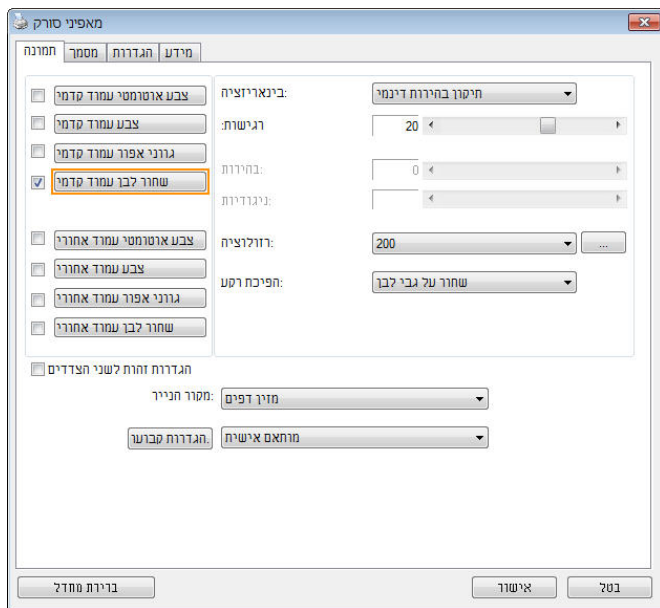 מאפיני סורק
תמונה
מסמך
הגדרות
מידע
צבע אוטומטי עמוד קדמי
צבע עמוד קדמי
גווני אפור עמוד קדמי
שחור לבן עמוד קדמי
צבע אוטומטי עמוד אחורי
צבע עמוד אחורי
גווני אפור עמוד אחורי
שחור לבן עמוד אחורי
בינאריזציה:
תיקון בהירות דינמי
רגישות:
20
בהירות:
0
ניגודיות:
רזולוציה:
200
...
הפיכת רקע:
שחור על גבי לבן
הגדרות זהות לשני הצדדים
מקור הנייר:
מזין דפים
הגדרות קבועו.
מותאם אישית
ברירת מחדל
אישור
בטל